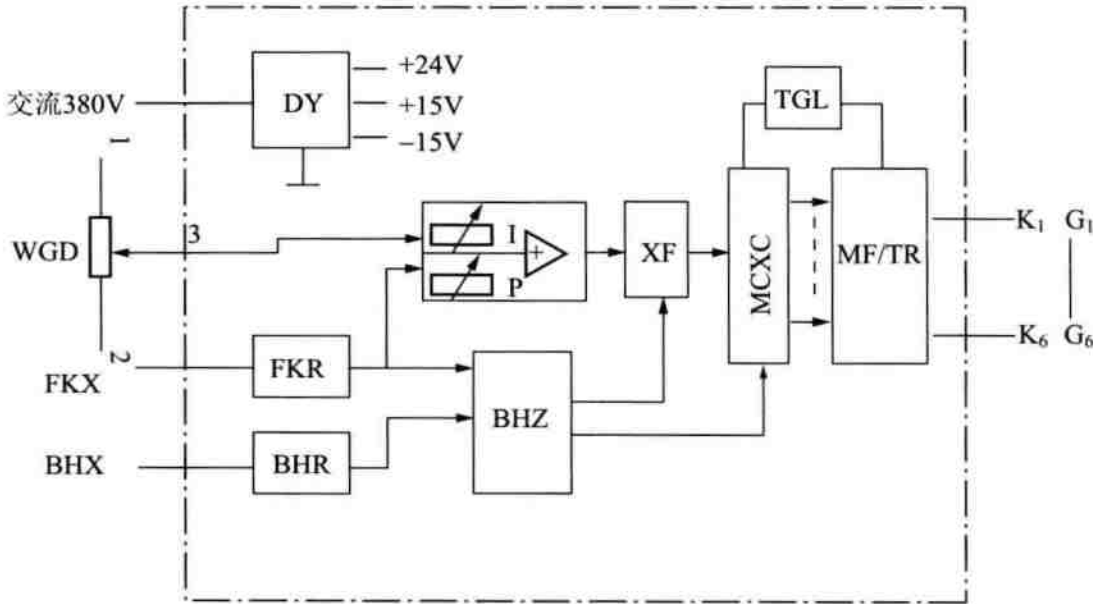 交流380V
DY
+24V
+15V
−15V
TGL
1
WGD
3
I
P
+
XF
MCXC
MF/TR
K₁ G₁
K₆ G₆
2
FKX
FKR
BHZ
BHX
BHR